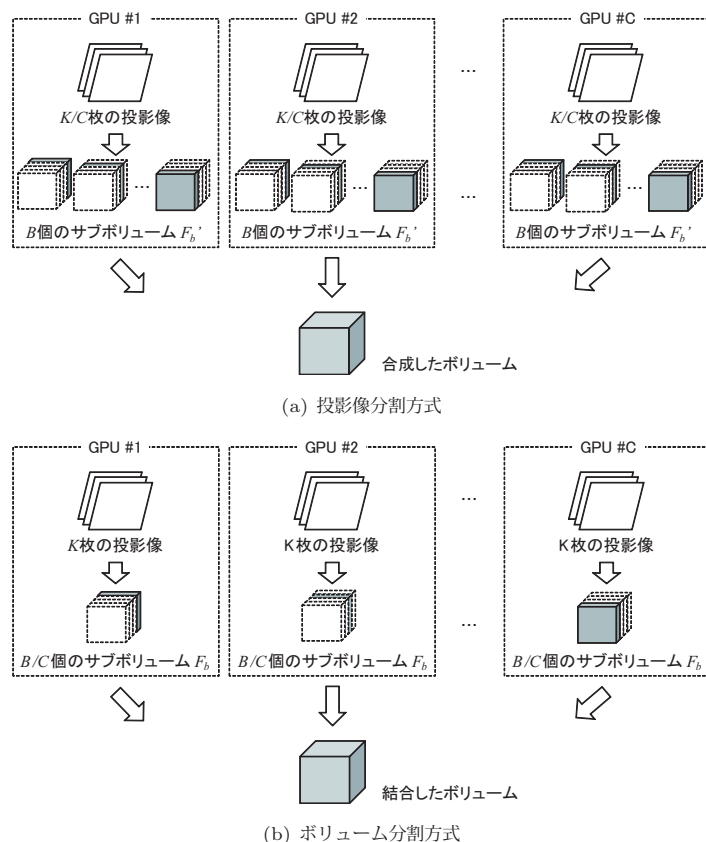 GPU #1 GPU #2 GPU #C
...
K/C枚の投影像 K/C枚の投影像 K/C枚の投影像
... ... ... ...
B個のサブボリューム F_b' B個のサブボリューム F_b' B個のサブボリューム F_b'
合成したボリューム
(a) 投影像分割方式
GPU #1 GPU #2 GPU #C
...
K枚の投影像 K枚の投影像 K枚の投影像
...
B/C個のサブボリューム F_b B/C個のサブボリューム F_b B/C個のサブボリューム F_b
結合したボリューム
(b) ボリューム分割方式